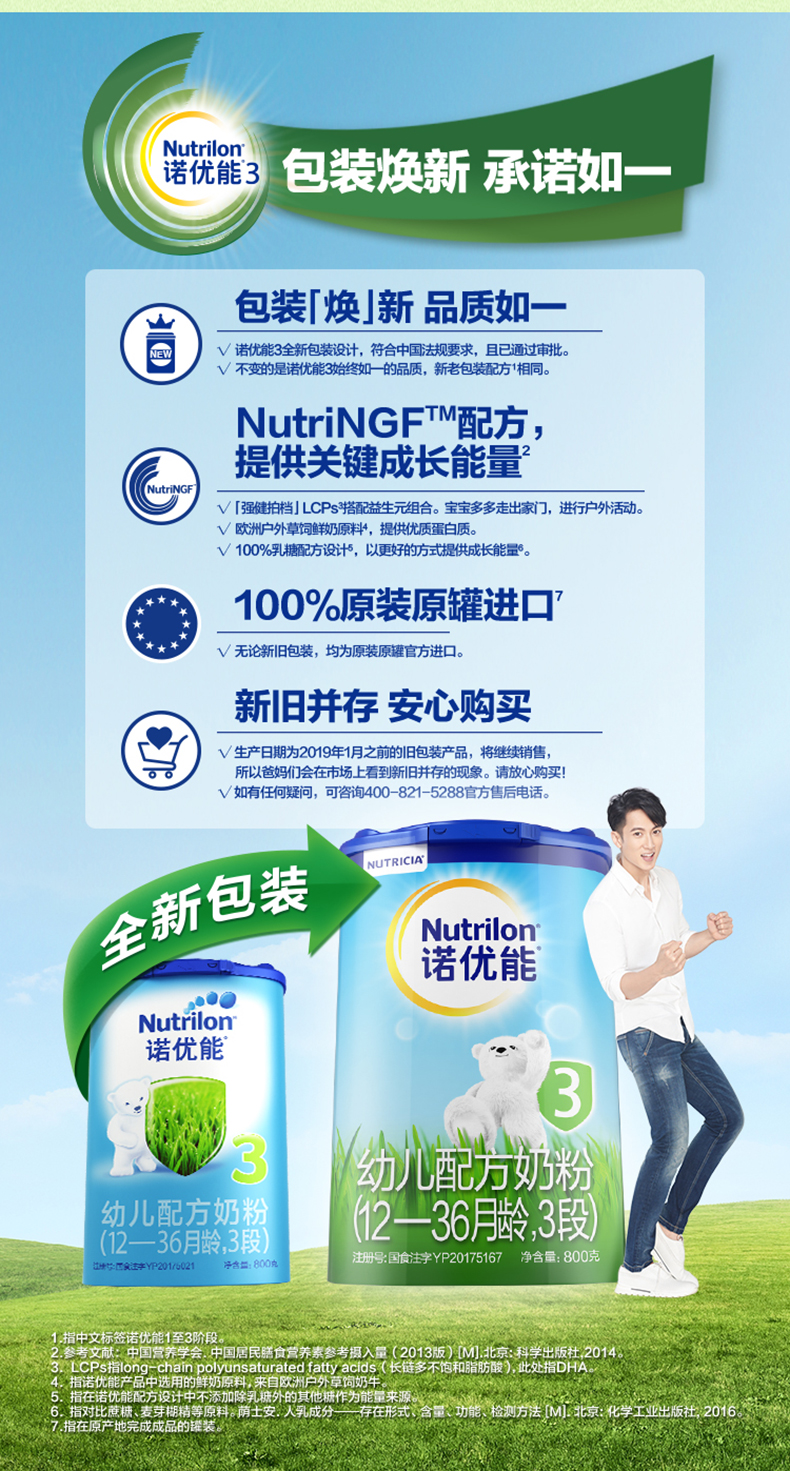 Nutrilon®
诺优能®3
包装焕新 承诺如一
包装「焕」新 品质如一
NEW
√ 诺优能3全新包装设计，符合中国法规要求，且已通过审批。
√ 不变的是诺优能3始终如一的品质，新老包装配方¹相同。
NutriNGF™配方，
提供关键成长能量²
NutriNGF™
√「强健拍档」LCPs³搭配益生元组合。宝宝多多走出家门，进行户外活动。
√ 欧洲户外草饲鲜奶原料⁴，提供优质蛋白质。
√ 100%乳糖配方设计⁵，以更好的方式提供成长能量⁶。
100%原装原罐进口⁷
√ 无论新旧包装，均为原装原罐官方进口。
新旧并存 安心购买
√ 生产日期为2019年1月之前的旧包装产品，将继续销售，
所以爸妈们会在市场上看到新旧并存的现象。请放心购买！
√ 如有任何疑问，可咨询400-821-5288官方售后电话。
全新包装
NUTRICIA®
Nutrilon®
诺优能®
3
幼儿配方奶粉
(12—36月龄,3段)
注册号:国食注字YP20175167 净含量: 800克
Nutrilon®
诺优能®
3
幼儿配方奶粉
(12—36月龄,3段)
注册号:国食注字YP20175021 净含量: 800克
1.指中文标签诺优能1至3阶段。
2.参考文献：中国营养学会. 中国居民膳食营养素参考摄入量（2013版）[M].北京: 科学出版社,2014。
3. LCPs指long-chain polyunsaturated fatty acids（长链多不饱和脂肪酸）, 此处指DHA。
4. 指诺优能产品中选用的鲜奶原料,来自欧洲户外草饲奶牛。
5. 指在诺优能配方设计中不添加除乳糖外的其他糖作为能量来源。
6. 指对比蔗糖、麦芽糊精等原料。荫士安. 人乳成分——存在形式、含量、功能、检测方法 [M]. 北京: 化学工业出版社, 2016。
7.指在原产地完成成品的罐装。